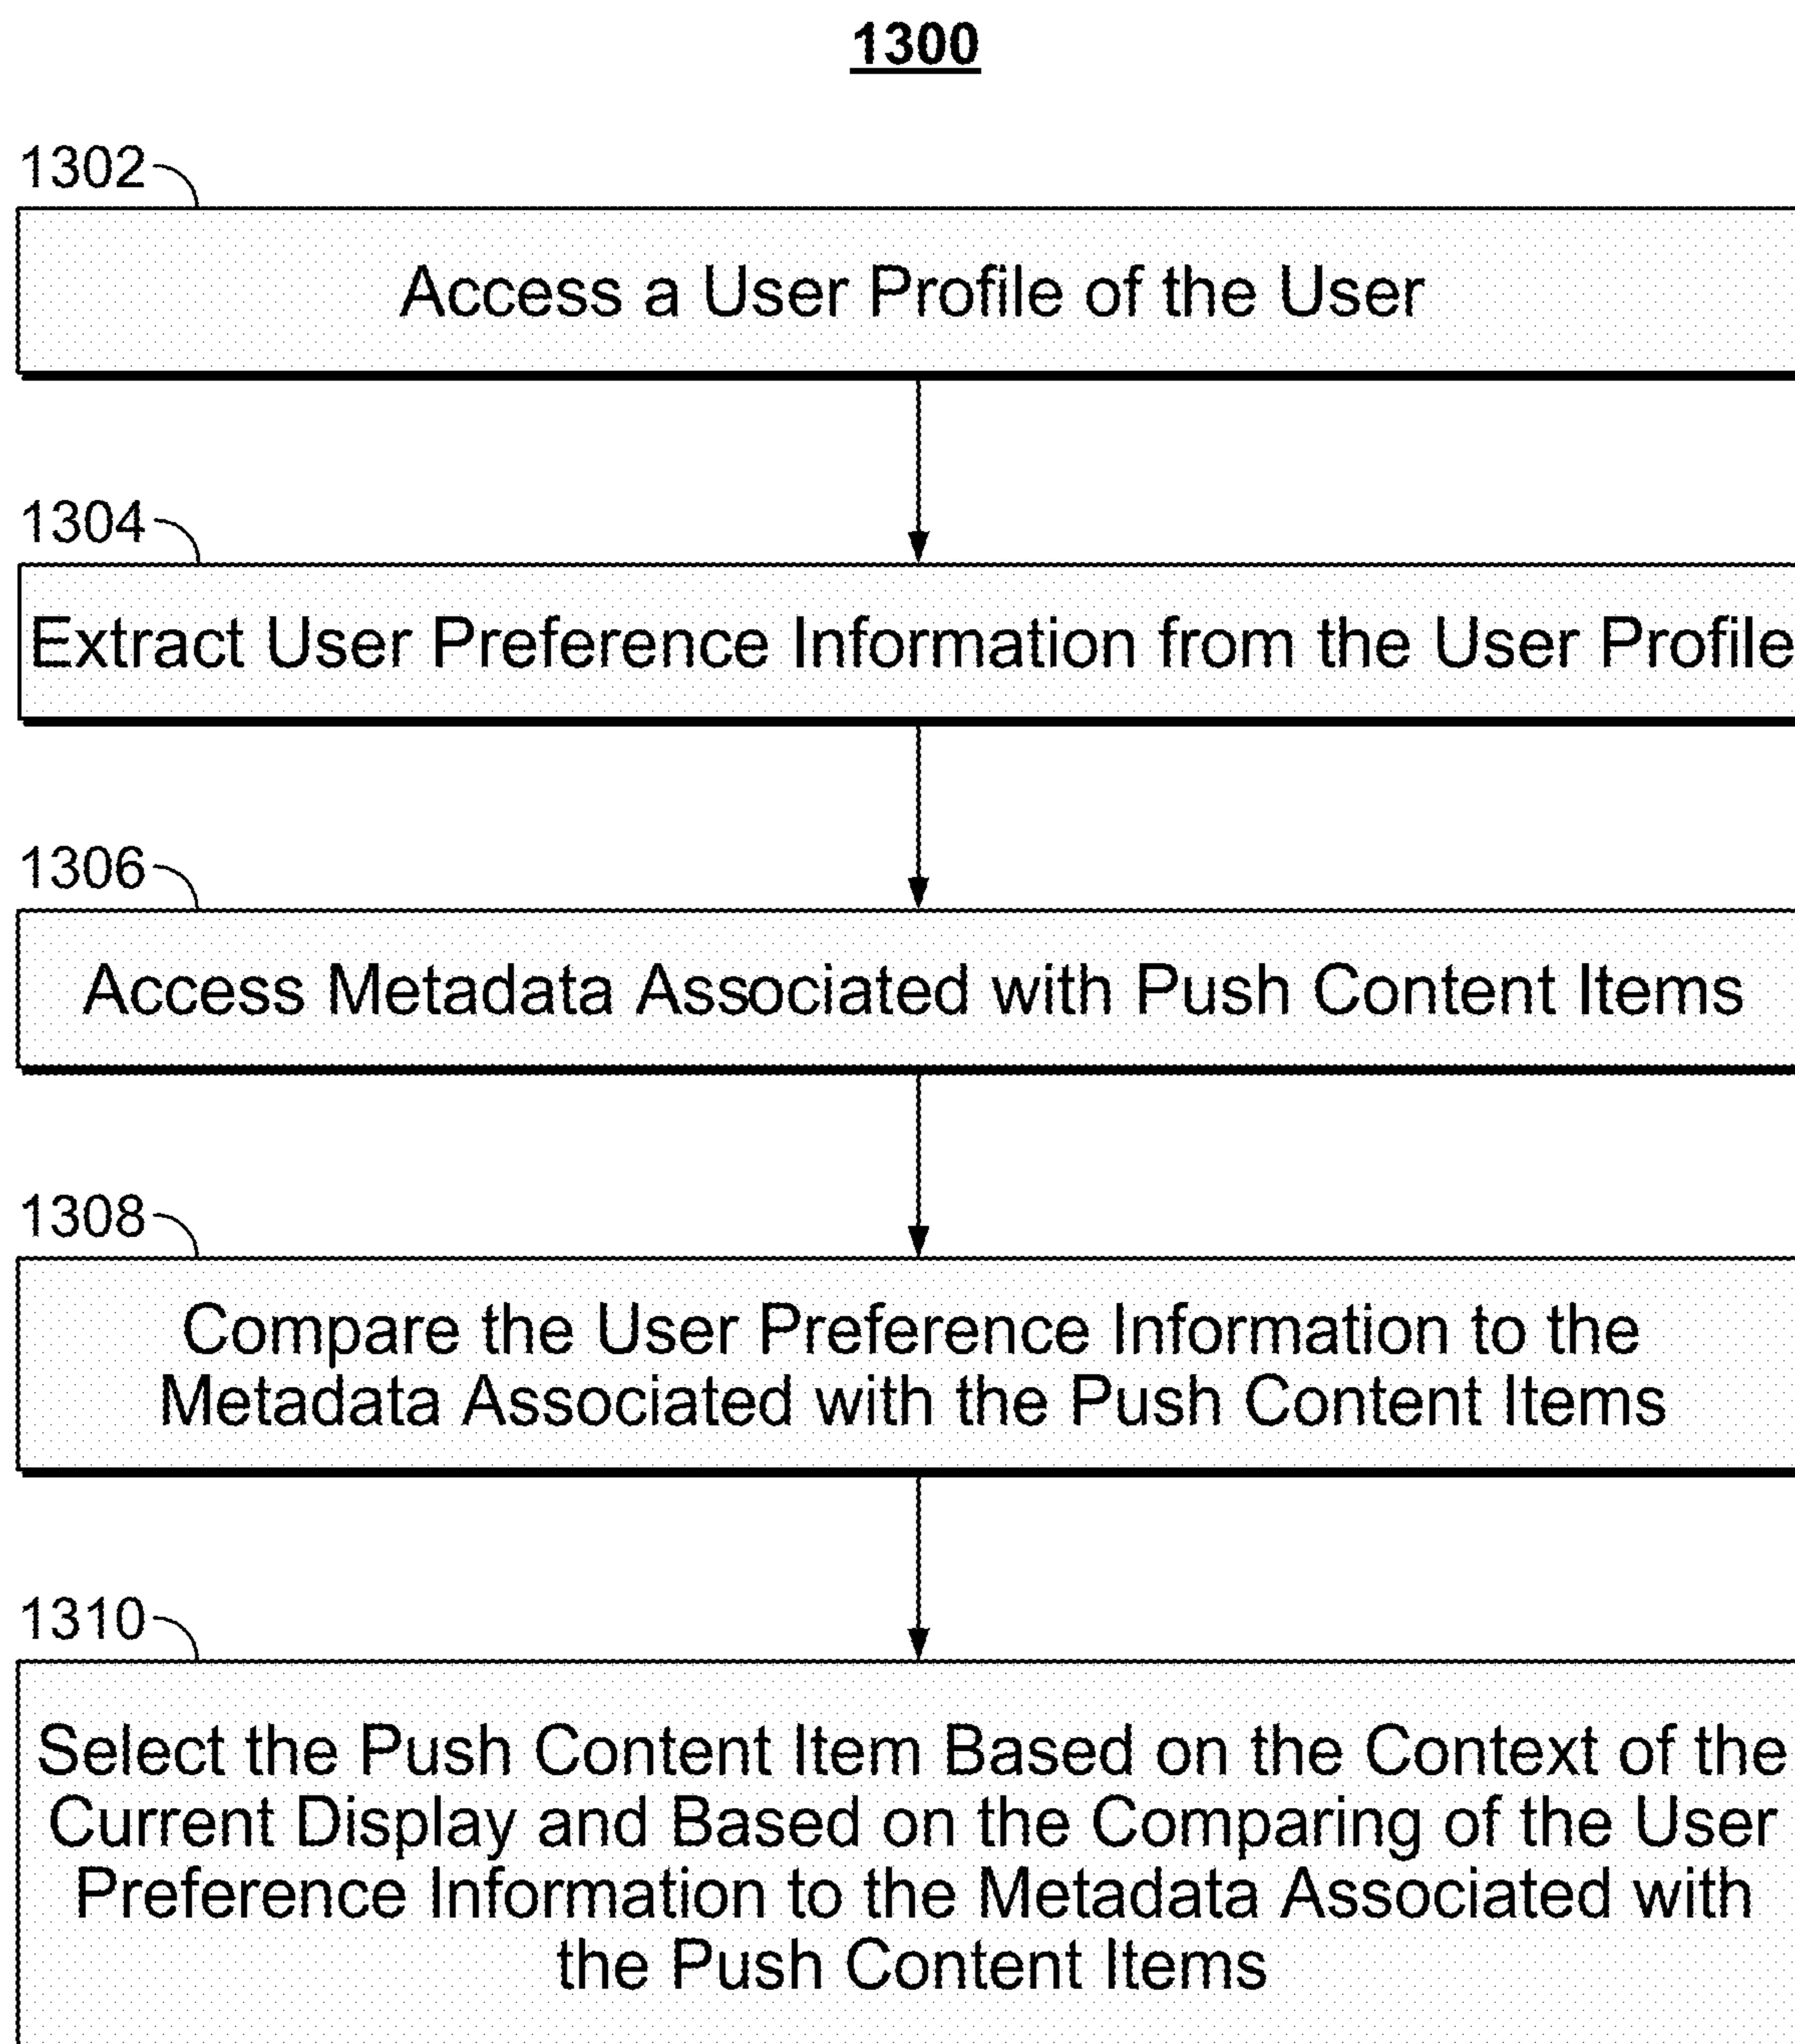 1300
1302
Access a User Profile of the User
1304
Extract User Preference Information from the User Profile
1306
Access Metadata Associated with Push Content Items
1308
Compare the User Preference Information to the
Metadata Associated with the Push Content Items
1310
Select the Push Content Item Based on the Context of the
Current Display and Based on the Comparing of the User
Preference Information to the Metadata Associated with
the Push Content Items